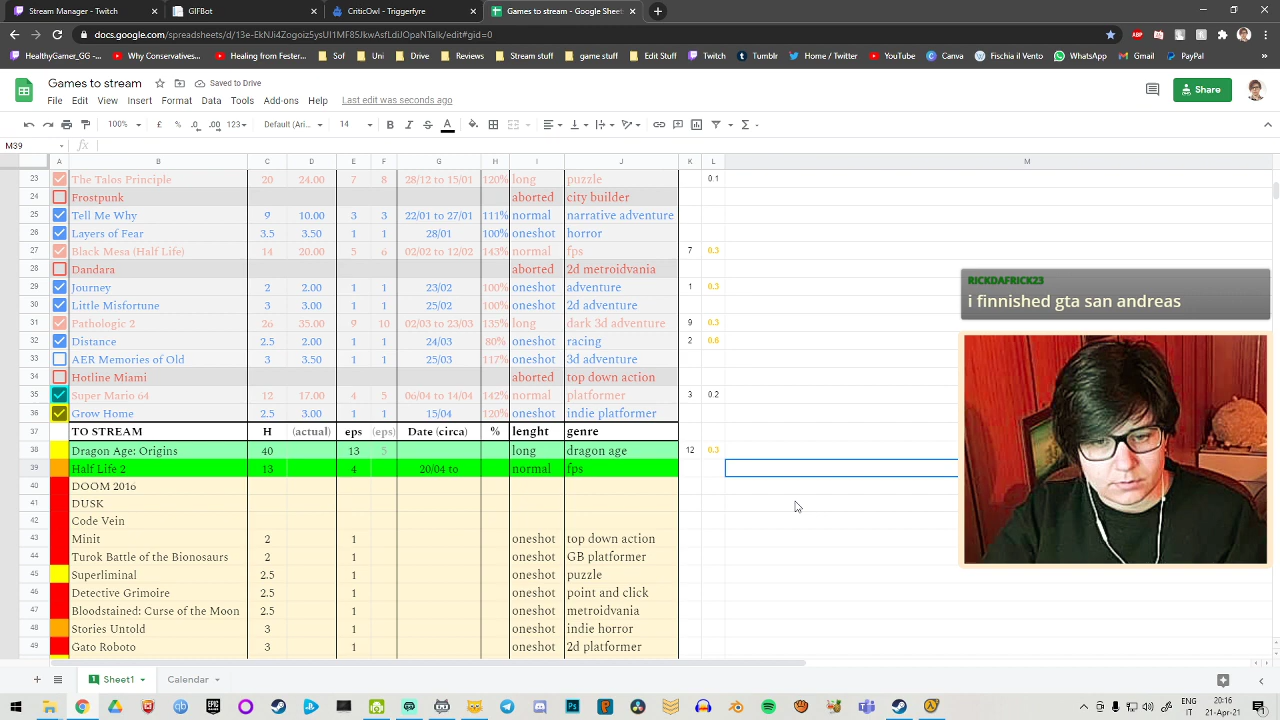 Stream Manager - Twitch
GIFBot
CriticOwl - Twitch
Games to stream
docs.google.com/spreadsheets/d/13e-EkNJi4Zogoiz5ysUl1MF85JkwAsfLdiJOpaNTalk/edit#gid=0
YouTuberGNG
Healing from
Sof
Uni
Stream
game stuff
Tumblr
Home / Twitter
Reddit
YouTube
Canva
Fischio vi Entra
Netflix
Games to stream
Saved to Drive
File Edit View Insert Format Data Tools Add-ons Help Last edit was seconds ago
Share
100% £ % .0 .00 123 Default (Ari... 14 B I S A
M39 fx
A B C D E F G H I J K L M
23 The Talos Principle 20 24.00 7 8 28/12 to 15/01 120% long puzzle 0.1
24 Frostpunk aborted city builder
25 Tell Me Why 9 10.00 3 3 22/01 to 27/01 111% normal narrative adventure
26 Layers of Fear 3.5 3.50 1 1 28/01 100% oneshot horror
27 Black Mesa (Half Life) 14 20.00 5 6 02/02 to 12/02 143% normal fps 7 0.3
28 Dandara aborted 2d metroidvania
29 Journey 2 2.00 1 1 23/02 100% oneshot adventure 1 0.3
30 Little Misfortune 3 3.00 1 1 25/02 100% oneshot 2d adventure
31 Pathologic 2 26 35.00 9 10 02/03 to 23/03 135% long dark 3d adventure 9 0.3
32 Distance 2.5 2.00 1 1 24/03 80% oneshot racing 2 0.8
33 AER Memories of Old 3 3.50 1 1 25/03 117% oneshot 3d adventure
34 Hotline Miami aborted top down action
35 Super Mario 64 12 17.00 4 5 06/04 to 14/04 142% normal platformer 3 0.2
36 Grow Home 2.5 3.00 1 1 15/04 120% oneshot indie platformer
37 TO STREAM H (actual) eps (eps) Date (circa) % lenght genre
38 Dragon Age: Origins 40 13 5 long dragon age 12 0.3
39 Half Life 2 13 4 20/04 to normal fps
40 DOOM 2016
41 DUSK
42 Code Vein
43 Minit 2 1 oneshot top down action
44 Turok Battle of the Bionosaurs 2 1 oneshot GB platformer
45 Superliminal 2.5 1 oneshot puzzle
46 Detective Grimoire 2.5 1 oneshot point and click
47 Bloodstained: Curse of the Moon 2.5 1 oneshot metroidvania
48 Stories Untold 3 1 oneshot indie horror
49 Gato Roboto 3 1 oneshot 2d platformer
RICKDAFRICK23
i finnished gta san andreas
1 Sheet1
Calendar
ENG
20:16
21-Apr-21